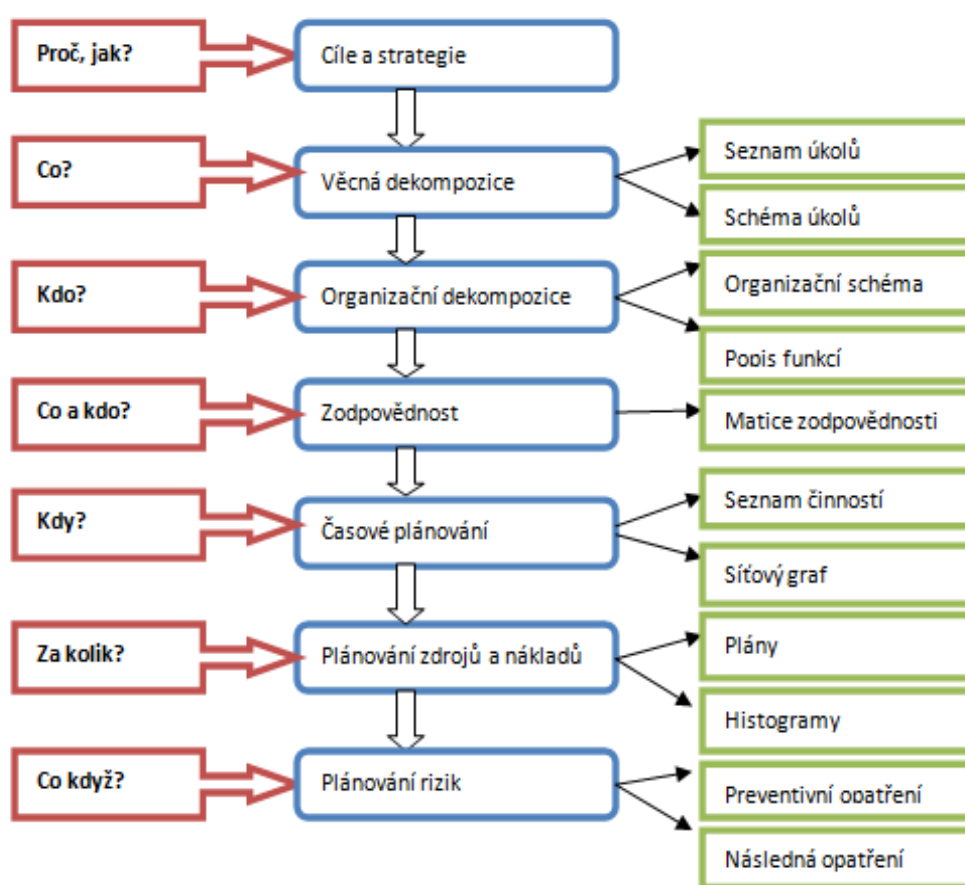 Proč, jak?
Cíle a strategie
Co?
Věcná dekompozice
Seznam úkolů
Schéma úkolů
Kdo?
Organizační dekompozice
Organizační schéma
Popis funkcí
Co a kdo?
Zodpovědnost
Matice zodpovědnosti
Kdy?
Časové plánování
Seznam činností
Síťový graf
Za kolik?
Plánování zdrojů a nákladů
Plány
Histogramy
Co když?
Plánování rizik
Preventivní opatření
Následná opatření